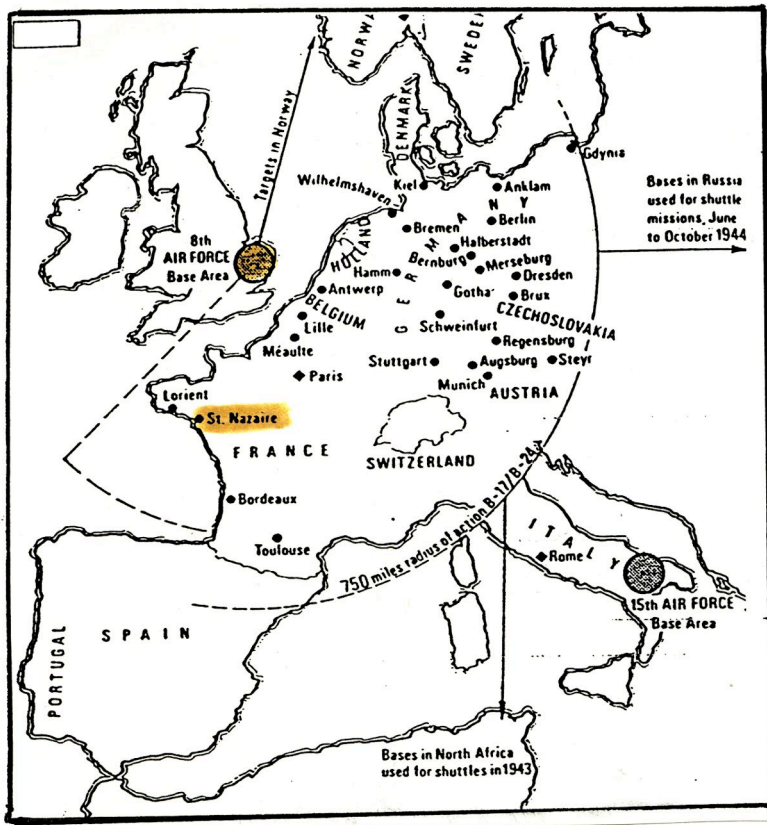 NORWAY
SWEDEN
Targets in Norway
DENMARK
Gdynia
Kiel
Anklam
Wilhelmshaven
Bases in Russia
used for shuttle
missions, June
to October 1944
Bremen
Berlin
GERMANY
8th
AIR FORCE
Base Area
HOLLAND
Halberstadt
Bernburg
Merseburg
Hamm
Dresden
Antwerp
Gotha
Brux
BELGIUM
CZECHOSLOVAKIA
Lille
Schweinfurt
Méaulte
Regensburg
Stuttgart
Augsburg
Steyr
Paris
Munich
AUSTRIA
Lorient
St. Nazaire
FRANCE
SWITZERLAND
Bordeaux
Toulouse
750 miles radius of action B-17/B-24
ITALY
Rome
15th AIR FORCE
Base Area
SPAIN
PORTUGAL
Bases in North Africa
used for shuttles in 1943